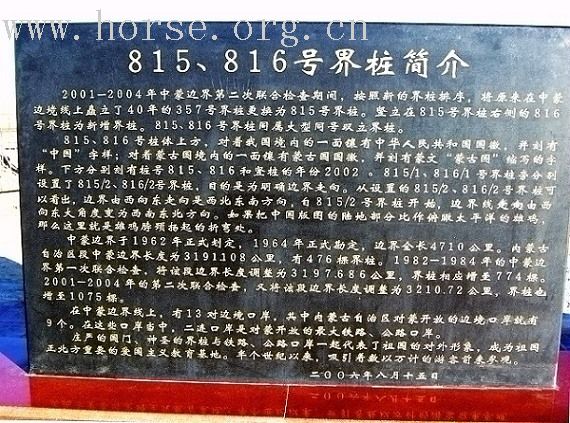 www.horse.org.cn
815、816号界桩简介
2001-2004年中蒙边界第二次联合检查期间，按照新的界桩排序，将原来在中蒙
边境线上矗立了40年的357号界桩更换为815号界桩。竖立在815号界桩右侧的816
号界桩为新增界桩。815、816号界桩同属大型同号双立界桩。
815、816号桩体上方，对着我国境内的一面镶有中华人民共和国国徽，并刻有
“中国”字样；对着蒙古国境内的一面镶有蒙古国国徽，并刻有蒙文“蒙古国”缩写的字
样。下方分别刻有桩号815、816和竖桩的年份2002。815/1、816/1号界桩旁分别
设置了815/2、816/2号界桩，目的是为明确边界走向。从设置的815/2、816/2号界桩可
以看出，边界由西向东走向是西北东南方向，自815/2号界桩开始，边界线走向由西
向东大角度变为西南东北方向。如果把中国版图的陆地部分比作俯瞰太平洋的雄鸡，
那么这里就是雄鸡脖颈扬起的折弯处。
中蒙边界于1962年正式划定，1964年正式勘定，边界全长4710公里。内蒙古
自治区段中蒙边界长度为3191.108公里，有476棵界桩。1982-1984年的中蒙
边界第一次联合检查，将该段边界长度调整为3197.686公里，界桩相应增至774棵。
2001-2004年的第二次联合检查，又将该段边界长度调整为3210.72公里，界桩也
增至1075棵。
在中蒙边界线上，有13对边境口岸，其中内蒙古自治区对蒙开放的边境口岸就有
9个。在这些口岸当中，二连口岸是对蒙开放的最大铁路、公路口岸。
庄严的国门、神圣的界桩与铁路、公路口岸一起代表了祖国的对外形象，成为祖国
正北方重要的爱国主义教育基地。半个世纪以来，吸引着数以万计的游客前来参观。
二〇〇六年八月十五日